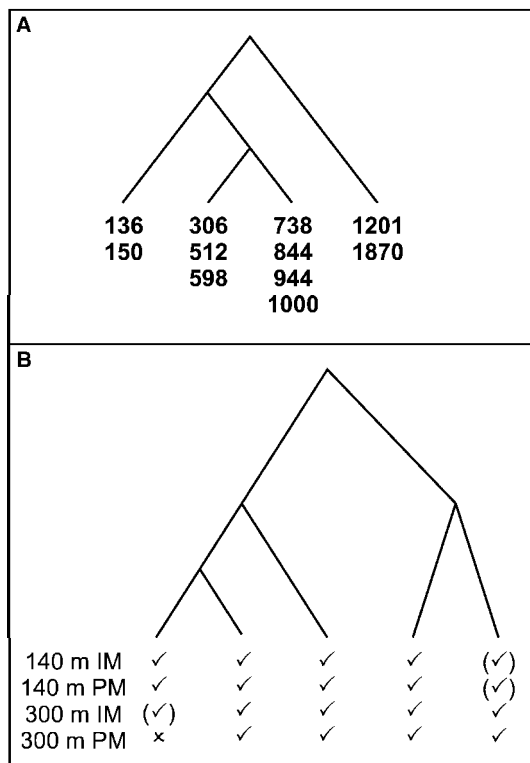 A
136 306 738 1201
150 512 844 1870
598 944
1000
B
140 m IM ✓ ✓ ✓ ✓ (✓)
140 m PM ✓ ✓ ✓ ✓ (✓)
300 m IM (✓) ✓ ✓ ✓ ✓
300 m PM × ✓ ✓ ✓ ✓